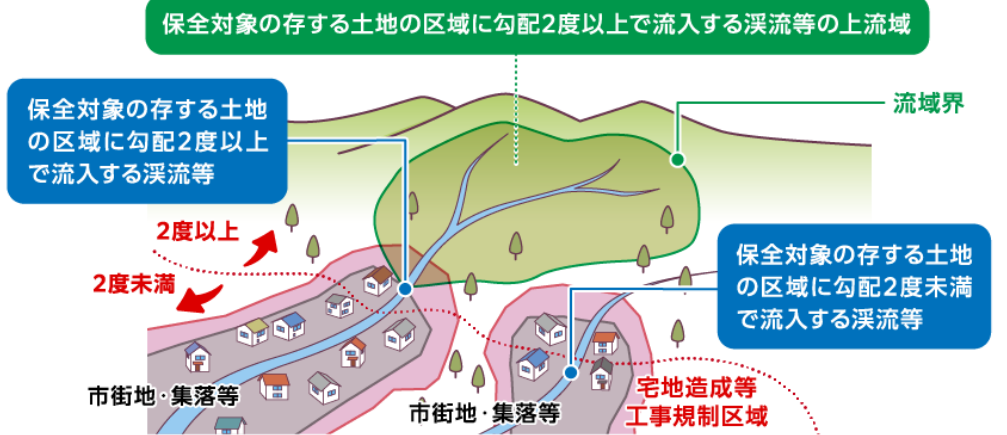 保全対象の存する土地の区域に勾配2度以上で流入する渓流等の上流域
保全対象の存する土地
の区域に勾配2度以上
で流入する渓流等
流域界
2度以上
2度未満
保全対象の存する土地
の区域に勾配2度未満
で流入する渓流等
市街地・集落等
市街地・集落等
宅地造成等
工事規制区域